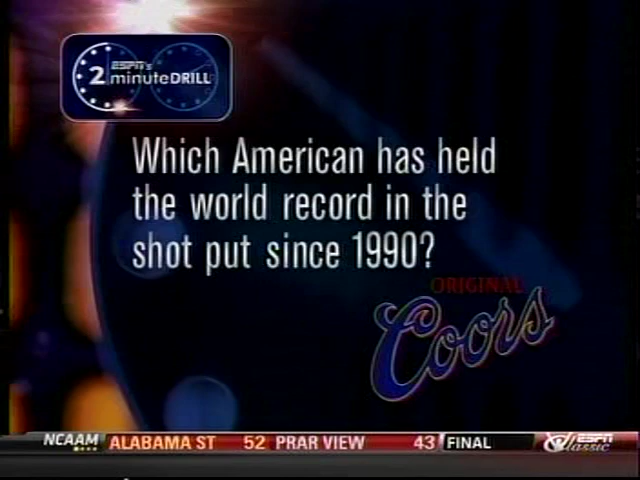 ESPN's
2 minuteDRILL
Which American has held
the world record in the
shot put since 1990?
ORIGINAL
Coors
NCAAM ALABAMA ST 52 PRAR VIEW 43 FINAL ESPN Classic